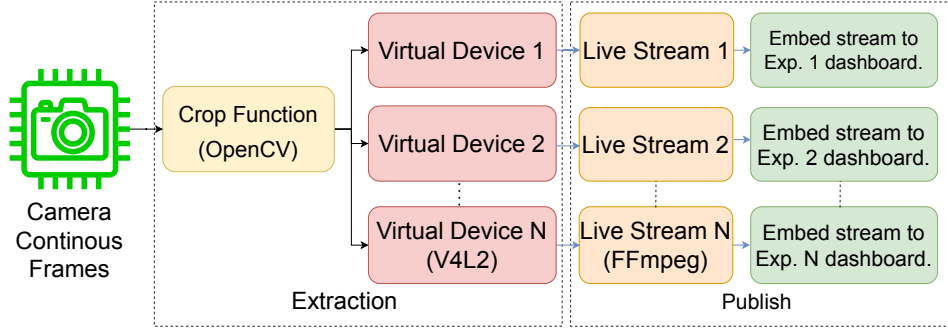 Camera
Continous
Frames
Crop Function
(OpenCV)
Virtual Device 1
Virtual Device 2
Virtual Device N
(V4L2)
Extraction
Live Stream 1
Live Stream 2
Live Stream N
(FFmpeg)
Embed stream to
Exp. 1 dashboard.
Embed stream to
Exp. 2 dashboard.
Embed stream to
Exp. N dashboard.
Publish